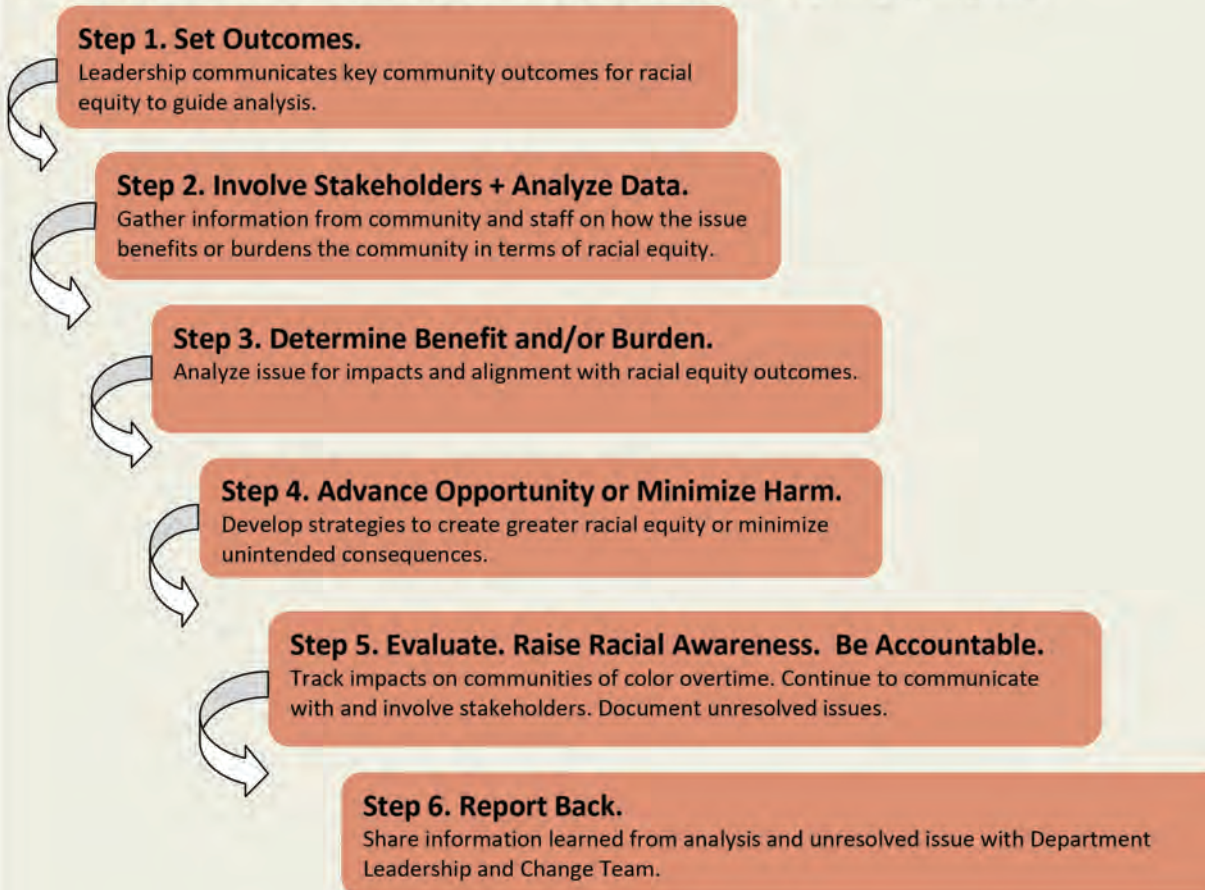 Step 1. Set Outcomes.
Leadership communicates key community outcomes for racial
equity to guide analysis.
Step 2. Involve Stakeholders + Analyze Data.
Gather information from community and staff on how the issue
benefits or burdens the community in terms of racial equity.
Step 3. Determine Benefit and/or Burden.
Analyze issue for impacts and alignment with racial equity outcomes.
Step 4. Advance Opportunity or Minimize Harm.
Develop strategies to create greater racial equity or minimize
unintended consequences.
Step 5. Evaluate. Raise Racial Awareness. Be Accountable.
Track impacts on communities of color overtime. Continue to communicate
with and involve stakeholders. Document unresolved issues.
Step 6. Report Back.
Share information learned from analysis and unresolved issue with Department
Leadership and Change Team.